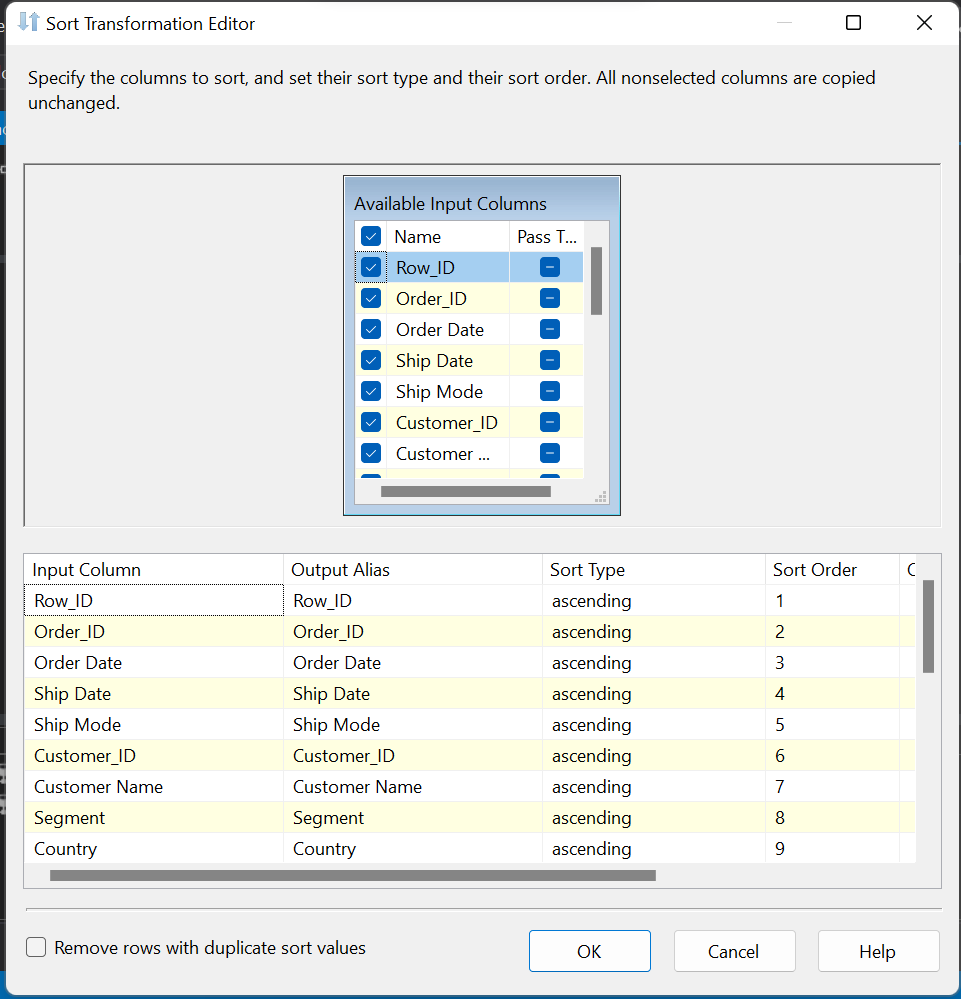 Sort Transformation Editor
Specify the columns to sort, and set their sort type and their sort order. All nonselected columns are copied
unchanged.
Available Input Columns
Name Pass T...
Row_ID
Order_ID
Order Date
Ship Date
Ship Mode
Customer_ID
Customer ...
Input Column Output Alias Sort Type Sort Order
Row_ID Row_ID ascending 1
Order_ID Order_ID ascending 2
Order Date Order Date ascending 3
Ship Date Ship Date ascending 4
Ship Mode Ship Mode ascending 5
Customer_ID Customer_ID ascending 6
Customer Name Customer Name ascending 7
Segment Segment ascending 8
Country Country ascending 9
Remove rows with duplicate sort values OK Cancel Help